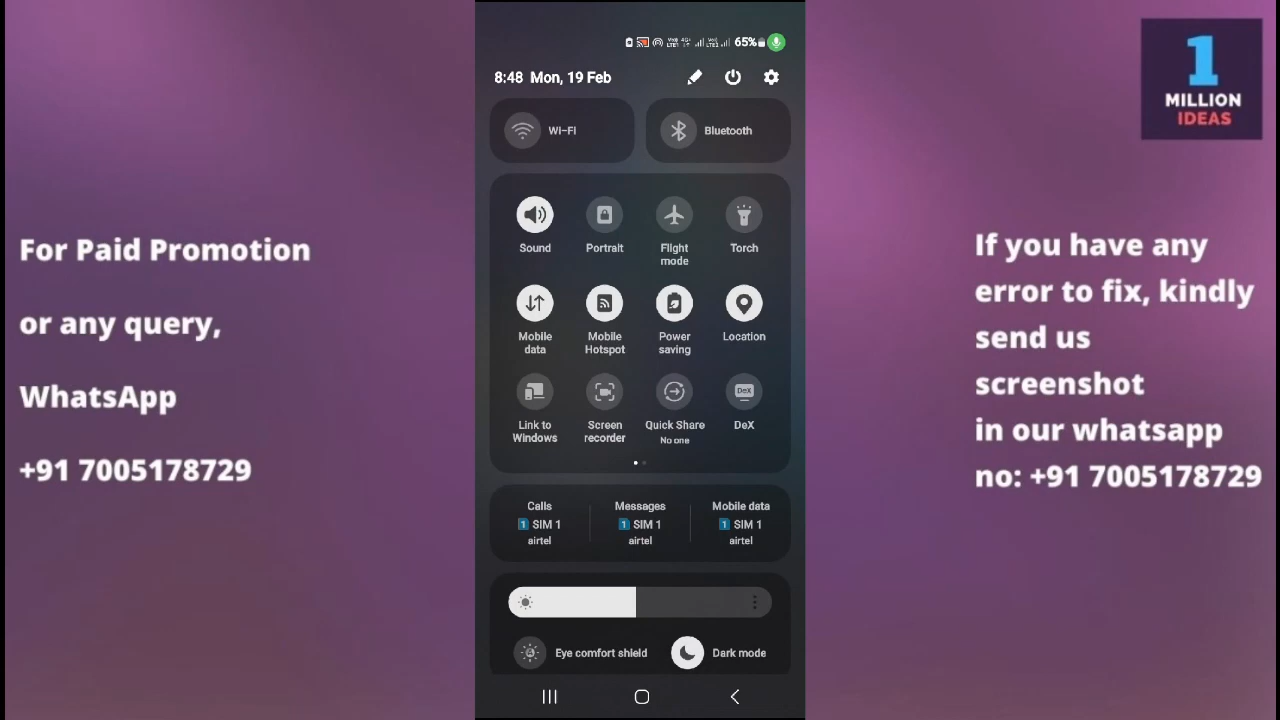 For Paid Promotion
or any query,
WhatsApp
+91 7005178729
65%
8:48 Mon, 19 Feb
Wi-Fi
Bluetooth
Sound
Portrait
Flight
mode
Torch
Mobile
data
Mobile
Hotspot
Power
saving
Location
Link to
Windows
Screen
recorder
Quick Share
No one
DeX
DeX
Calls
1 SIM 1
airtel
Messages
1 SIM 1
airtel
Mobile data
1 SIM 1
airtel
Eye comfort shield
Dark mode
1
MILLION
IDEAS
If you have any
error to fix, kindly
send us
screenshot
in our whatsapp
no: +91 7005178729